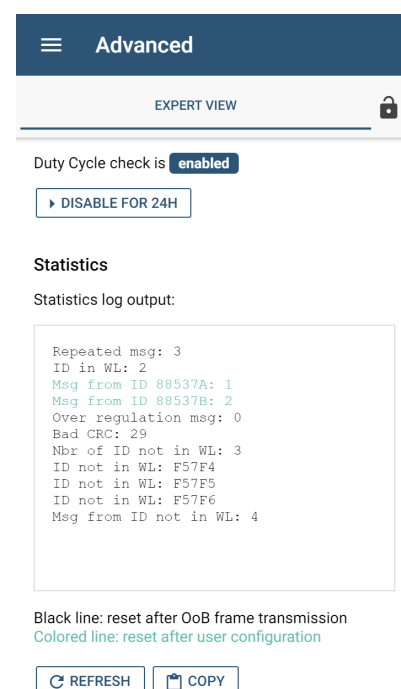 Advanced
EXPERT VIEW
Duty Cycle check is enabled
DISABLE FOR 24H
Statistics
Statistics log output:
Repeated msg: 3
ID in WL: 2
Msg from ID 88537A: 1
Msg from ID 88537B: 2
Over regulation msg: 0
Bad CRC: 29
Nbr of ID not in WL: 3
ID not in WL: F57F4
ID not in WL: F57F5
ID not in WL: F57F6
Msg from ID not in WL: 4
Black line: reset after OoB frame transmission
Colored line: reset after user configuration
REFRESH COPY